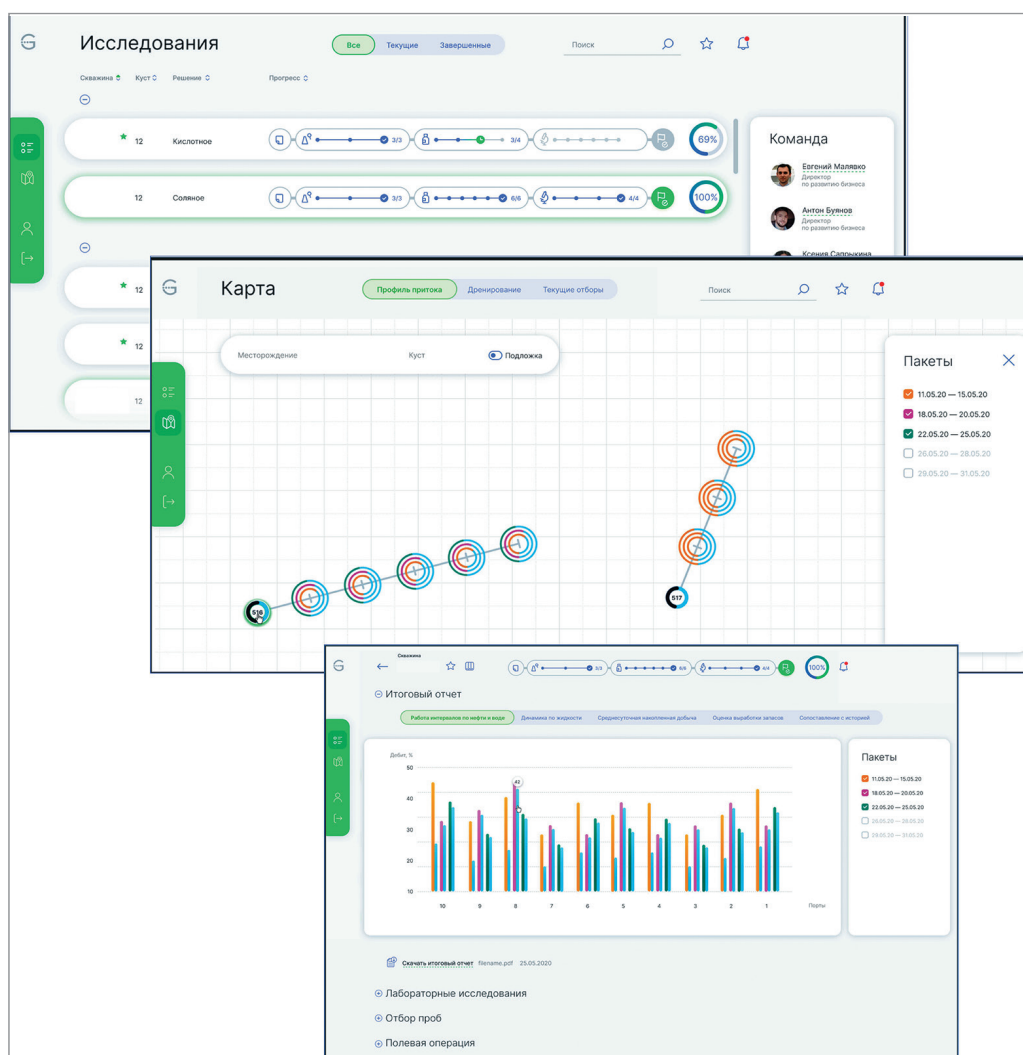 Исследования
Все
Текущие
Завершенные
Поиск
Скважина
Куст
Решение
Прогресс
12
Кислотное
3/3
3/4
69%
12
Соляное
3/3
6/6
4/4
100%
12
12
12
Команда
Евгений Малявко
Директор
по развитию бизнеса
Антон Буянов
Директор
по развитию бизнеса
Ксения Сапрыкина
Карта
Профиль притока
Дренирование
Текущие отборы
Поиск
Месторождение
Куст
Подложка
516
517
Пакеты
11.05.20 — 15.05.20
18.05.20 — 20.05.20
22.05.20 — 25.05.20
26.05.20 — 28.05.20
29.05.20 — 31.05.20
Скважина
3/3
6/6
4/4
100%
Итоговый отчет
Работа интервалов по нефти и воде
Динамика по жидкости
Среднесуточная накопленная добыча
Оценка выработки запасов
Сопоставление с историей
Дебит, %
50
40
30
20
10
42
10 9 8 7 6 5 4 3 2 1
Порты
Пакеты
11.05.20 — 15.05.20
18.05.20 — 20.05.20
22.05.20 — 25.05.20
26.05.20 — 28.05.20
29.05.20 — 31.05.20
Скачать итоговый отчет filename.pdf 25.05.2020
Лабораторные исследования
Отбор проб
Полевая операция